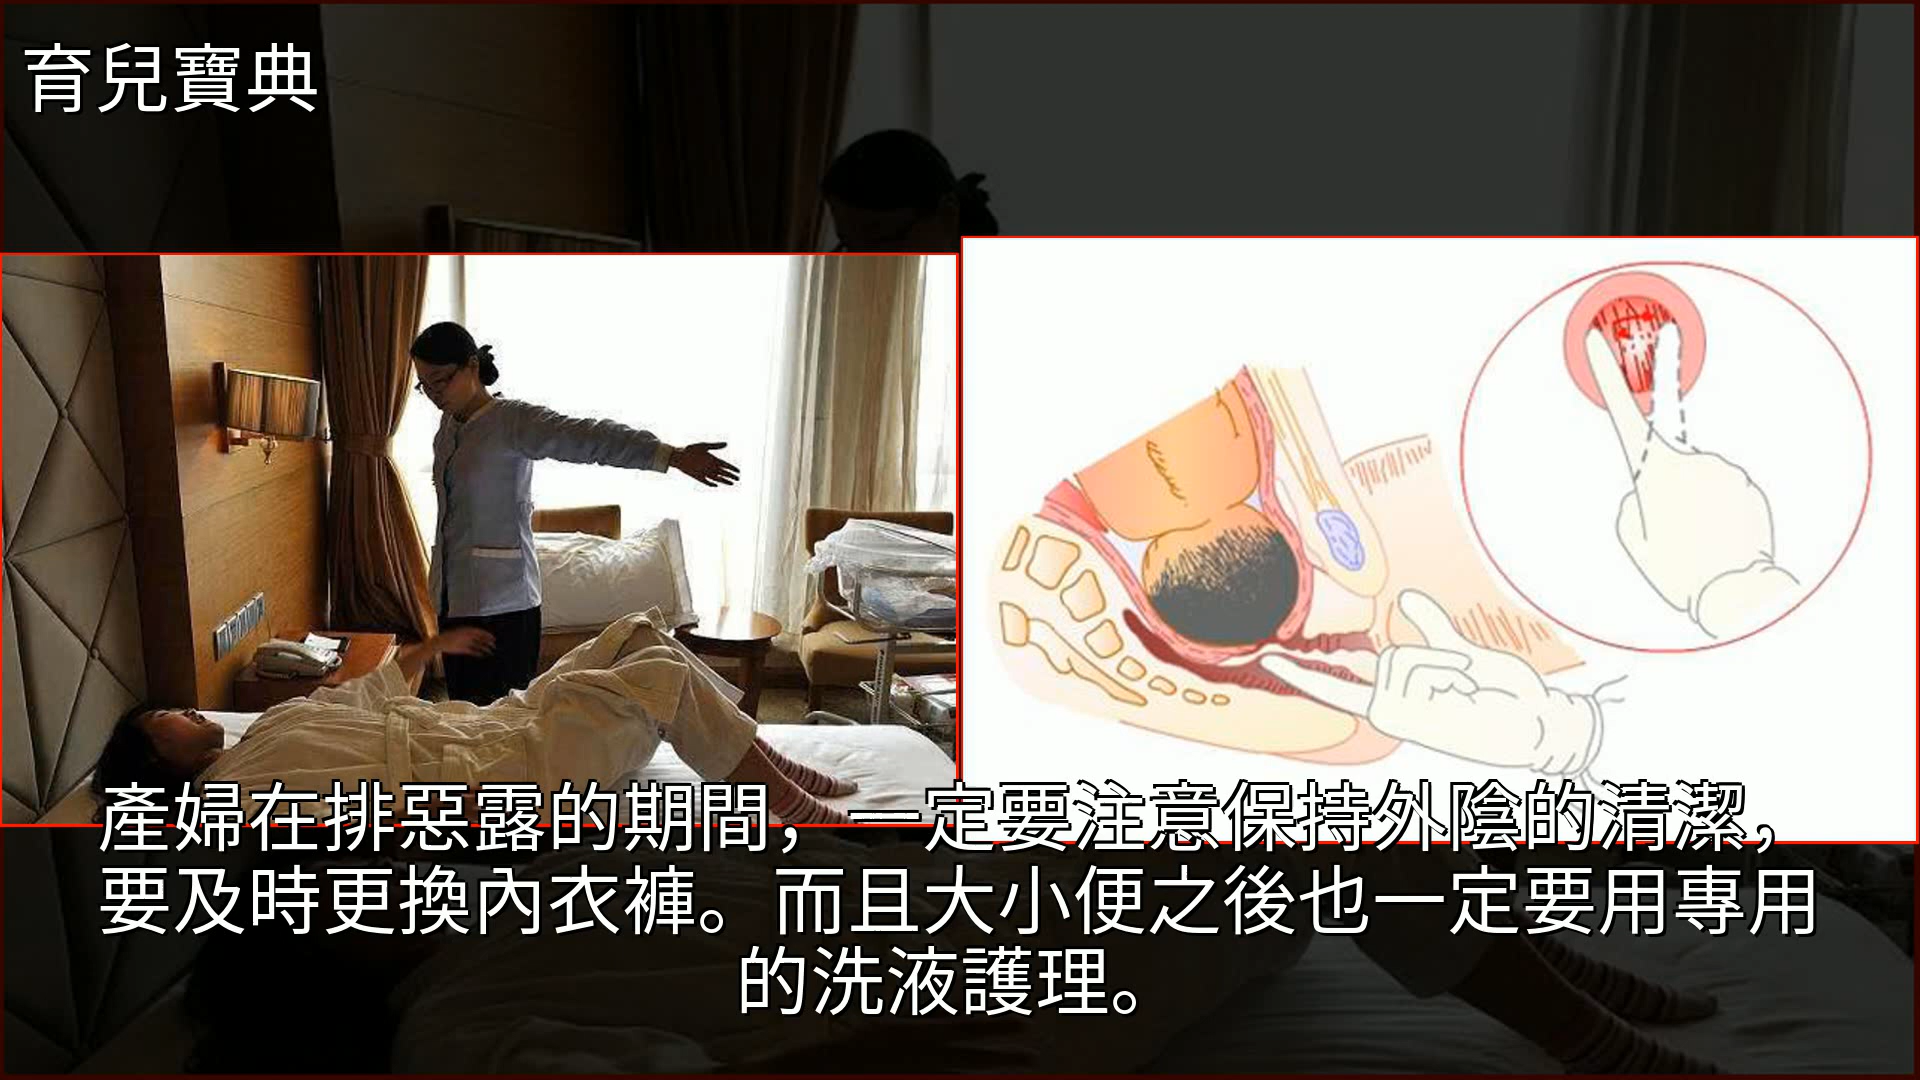 育兒寶典
產婦在排惡露的期間，一定要注意保持外陰的清潔，
要及時更換內衣褲。而且大小便之後也一定要用專用
的洗液護理。